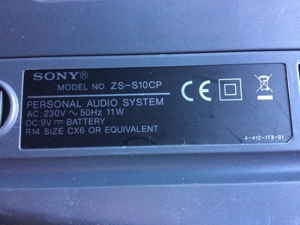 SONY®
MODEL NO. ZS-S10CP
PERSONAL AUDIO SYSTEM
AC: 230V ~ 50Hz 11W
DC:9V ⎓ BATTERY
R14 SIZE CX6 OR EQUIVALENT
CE
4-412-173-01